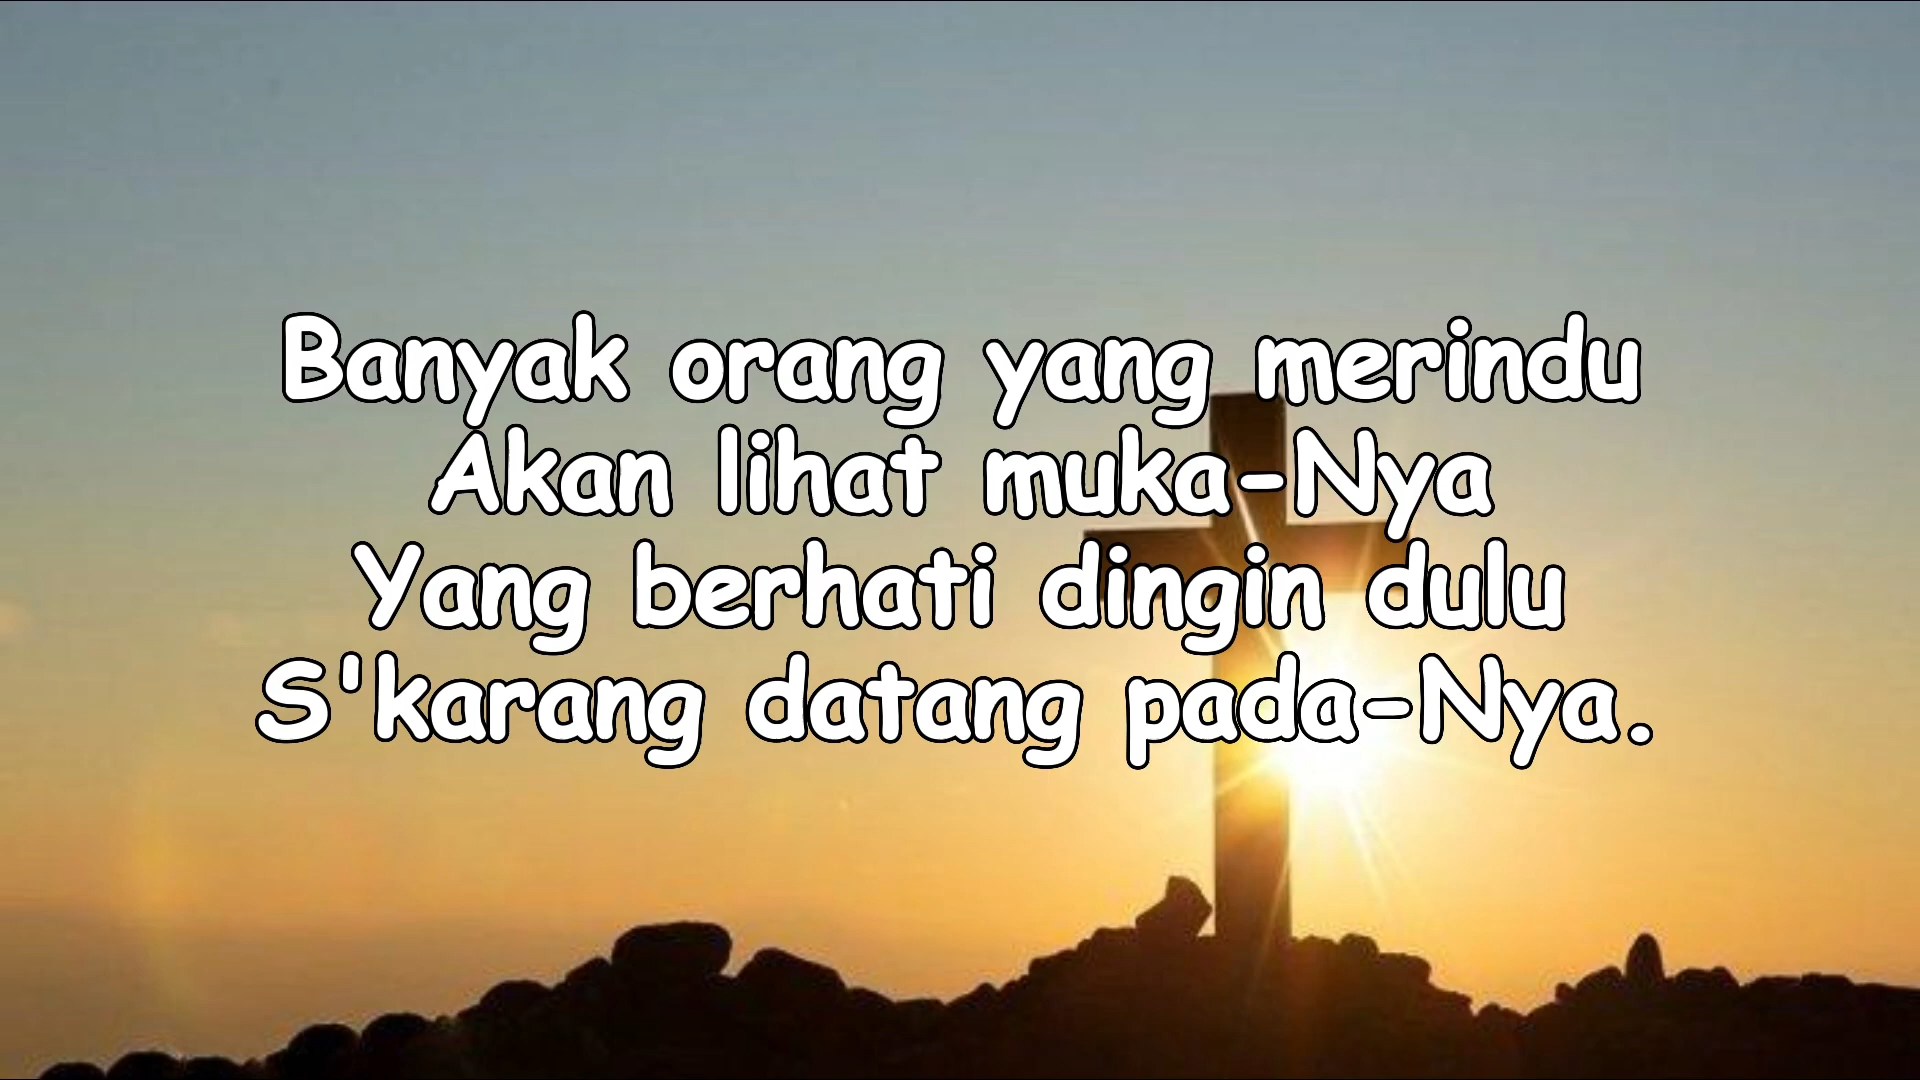 Banyak orang yang merindu
Akan lihat muka-Nya
Yang berhati dingin dulu
S'karang datang pada-Nya.